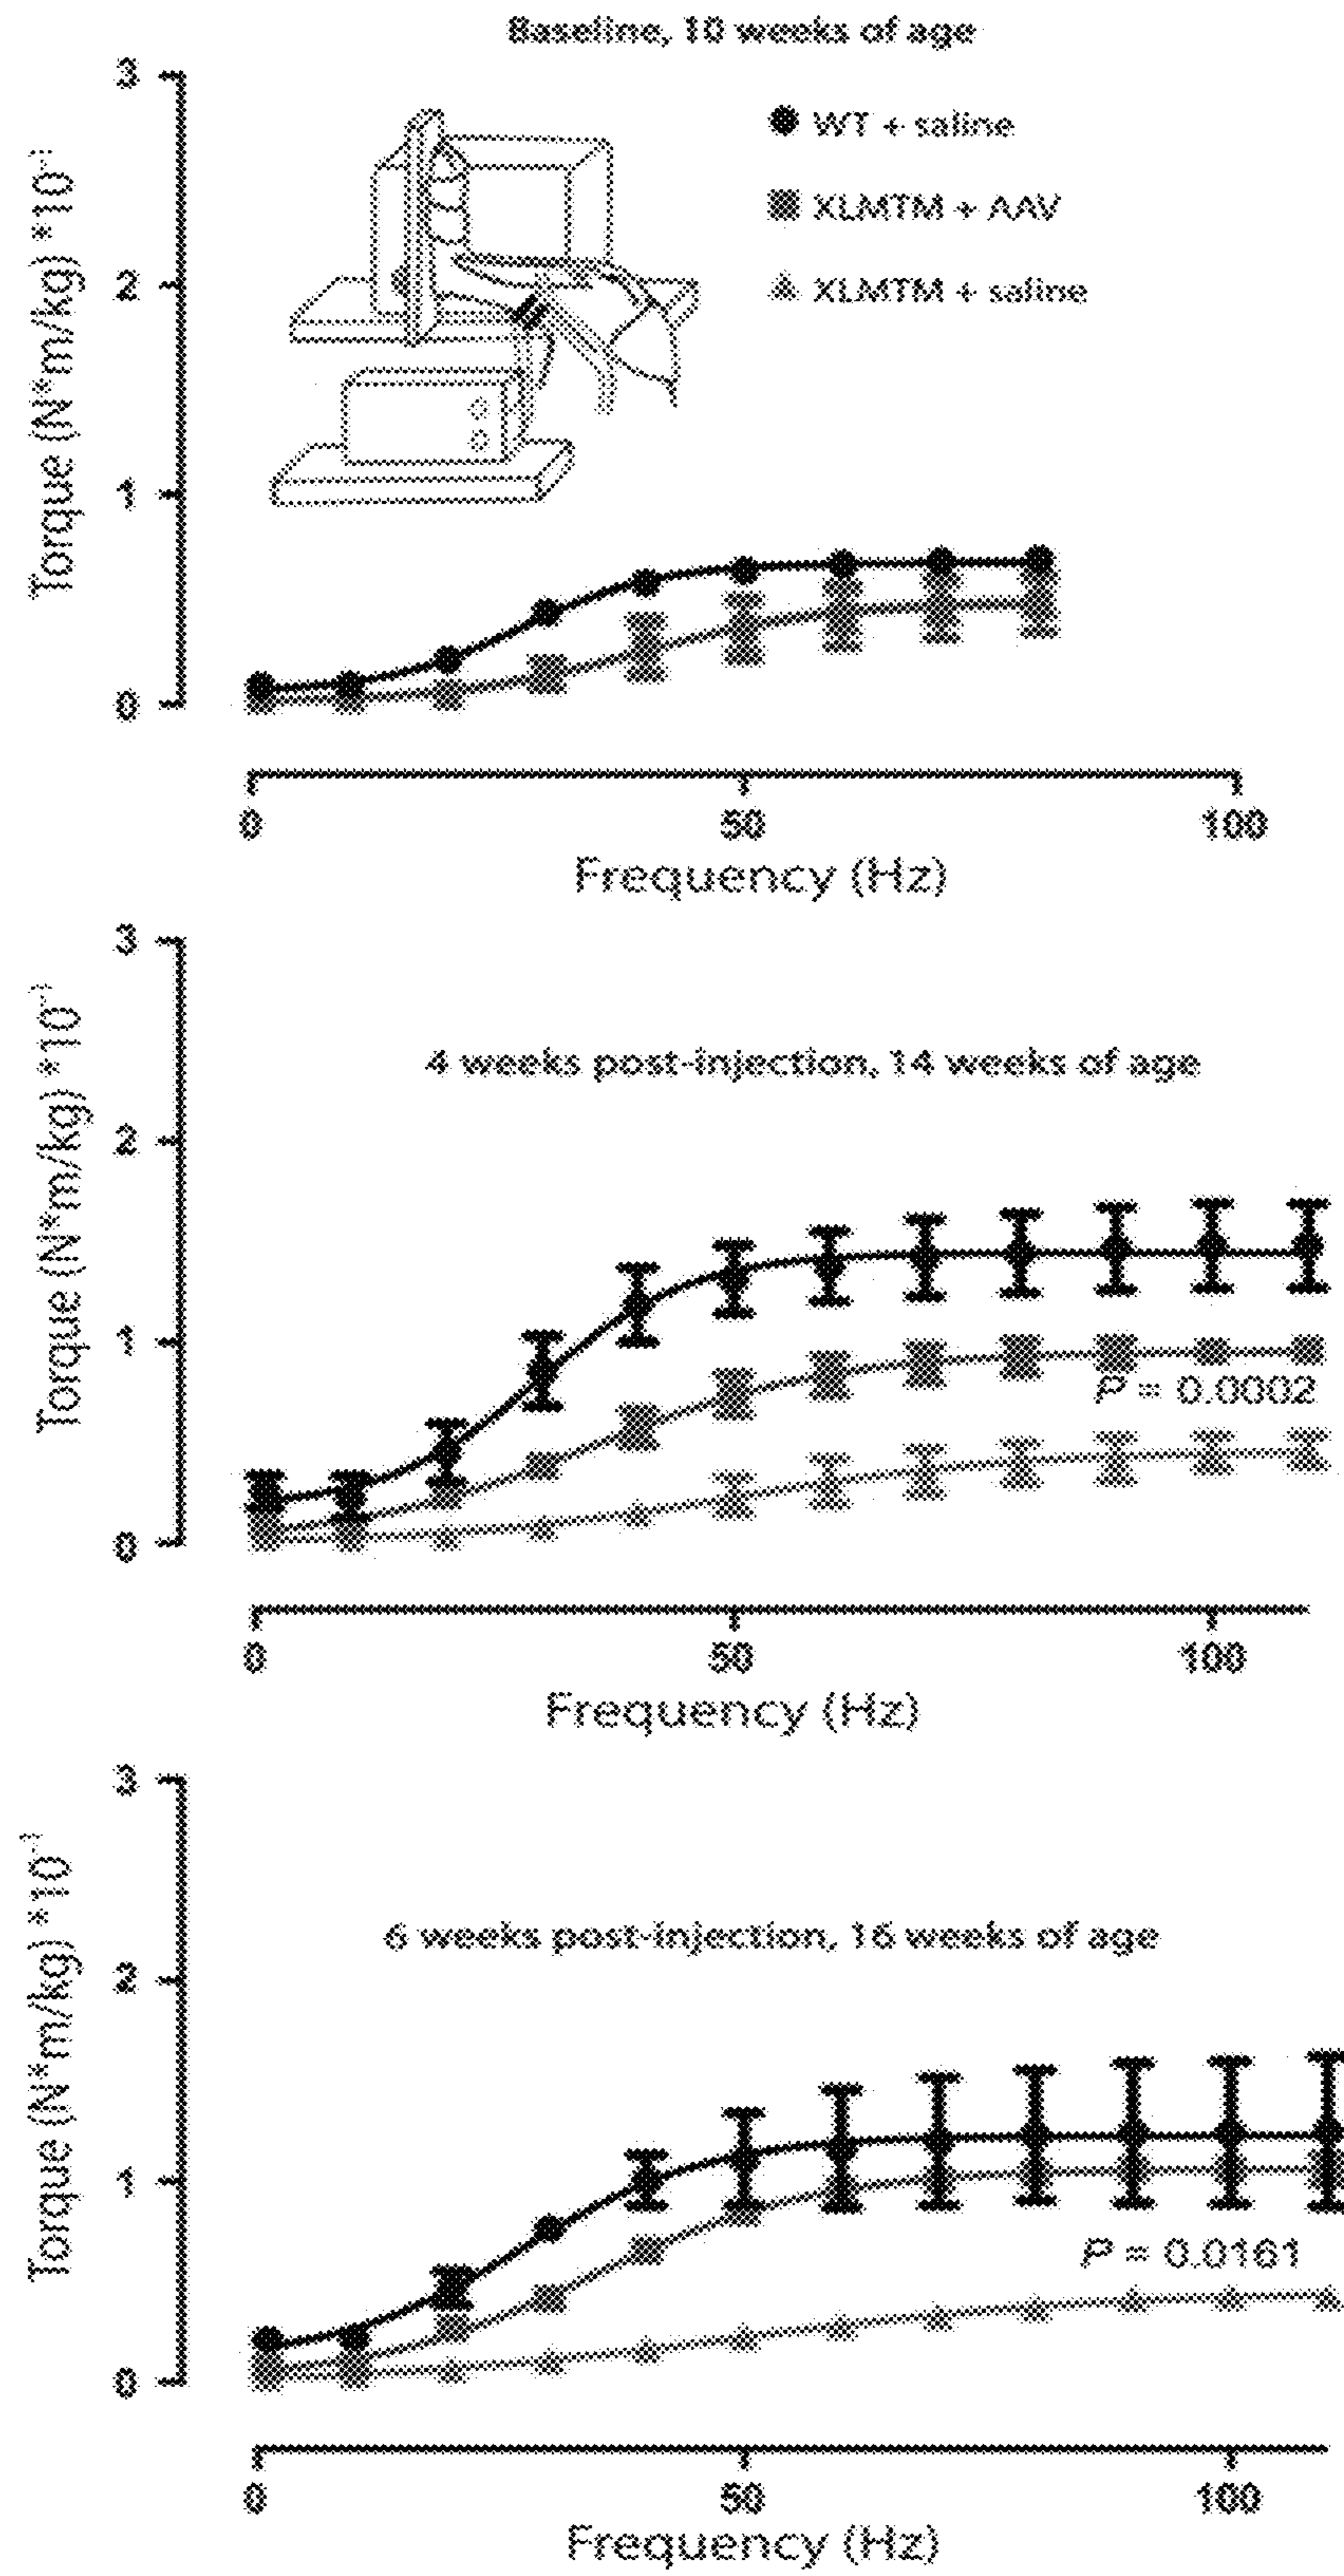 Baseline, 10 weeks of age
3
2
1
0
Torque (N*m/kg) *10⁻¹
WT + saline
XLMTM + AAV
XLMTM + saline
0 50 100
Frequency (Hz)
3
2
1
0
Torque (N*m/kg) *10⁻¹
4 weeks post-injection, 14 weeks of age
P = 0.0002
0 50 100
Frequency (Hz)
3
2
1
0
Torque (N*m/kg) *10⁻¹
6 weeks post-injection, 16 weeks of age
P = 0.0161
0 50 100
Frequency (Hz)